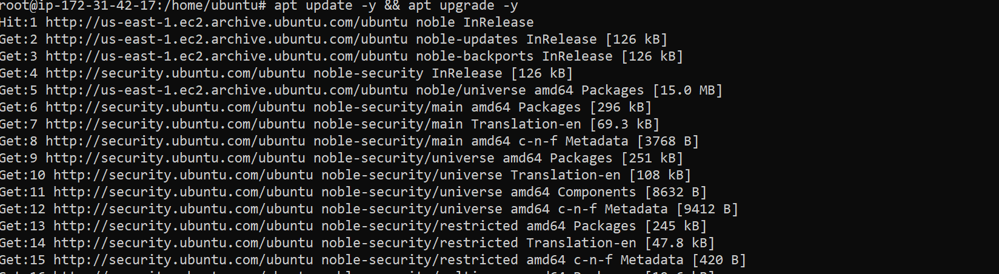 root@ip-172-31-42-17:/home/ubuntu# apt update -y && apt upgrade -y
Hit:1 http://us-east-1.ec2.archive.ubuntu.com/ubuntu noble InRelease
Get:2 http://us-east-1.ec2.archive.ubuntu.com/ubuntu noble-updates InRelease [126 kB]
Get:3 http://us-east-1.ec2.archive.ubuntu.com/ubuntu noble-backports InRelease [126 kB]
Get:4 http://security.ubuntu.com/ubuntu noble-security InRelease [126 kB]
Get:5 http://us-east-1.ec2.archive.ubuntu.com/ubuntu noble/universe amd64 Packages [15.0 MB]
Get:6 http://security.ubuntu.com/ubuntu noble-security/main amd64 Packages [296 kB]
Get:7 http://security.ubuntu.com/ubuntu noble-security/main Translation-en [69.3 kB]
Get:8 http://security.ubuntu.com/ubuntu noble-security/main amd64 c-n-f Metadata [3768 B]
Get:9 http://security.ubuntu.com/ubuntu noble-security/universe amd64 Packages [251 kB]
Get:10 http://security.ubuntu.com/ubuntu noble-security/universe Translation-en [108 kB]
Get:11 http://security.ubuntu.com/ubuntu noble-security/universe amd64 Components [8632 B]
Get:12 http://security.ubuntu.com/ubuntu noble-security/universe amd64 c-n-f Metadata [9412 B]
Get:13 http://security.ubuntu.com/ubuntu noble-security/restricted amd64 Packages [245 kB]
Get:14 http://security.ubuntu.com/ubuntu noble-security/restricted Translation-en [47.8 kB]
Get:15 http://security.ubuntu.com/ubuntu noble-security/restricted amd64 c-n-f Metadata [420 B]